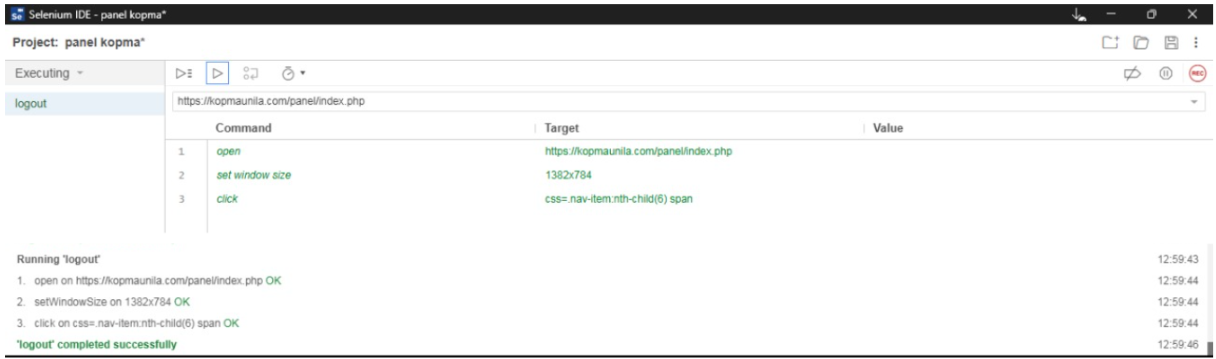 Selenium IDE - panel kopma*
Project: panel kopma*
Executing
REC
logout
https://kopmaunila.com/panel/index.php
Command Target Value
1 open https://kopmaunila.com/panel/index.php
2 set window size 1382x784
3 click css=.nav-item:nth-child(6) span
Running 'logout' 12:59:43
1. open on https://kopmaunila.com/panel/index.php OK 12:59:44
2. setWindowSize on 1382x784 OK 12:59:44
3. click on css=.nav-item:nth-child(6) span OK 12:59:44
'logout' completed successfully 12:59:46